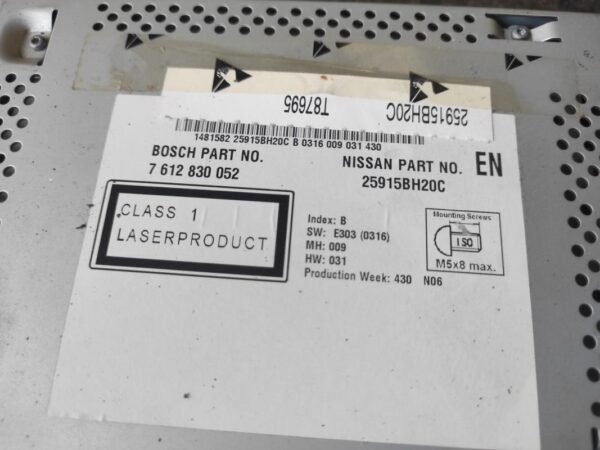 T87695
25915BH20C
1481582 25915BH20C B 0316 009 031 430
BOSCH PART NO.
7 612 830 052
NISSAN PART NO.
25915BH20C
EN
CLASS 1
LASERPRODUCT
Index: B
SW: E303 (0316)
MH: 009
HW: 031
Production Week: 430 N06
Mounting Screws
ISO
M5x8 max.